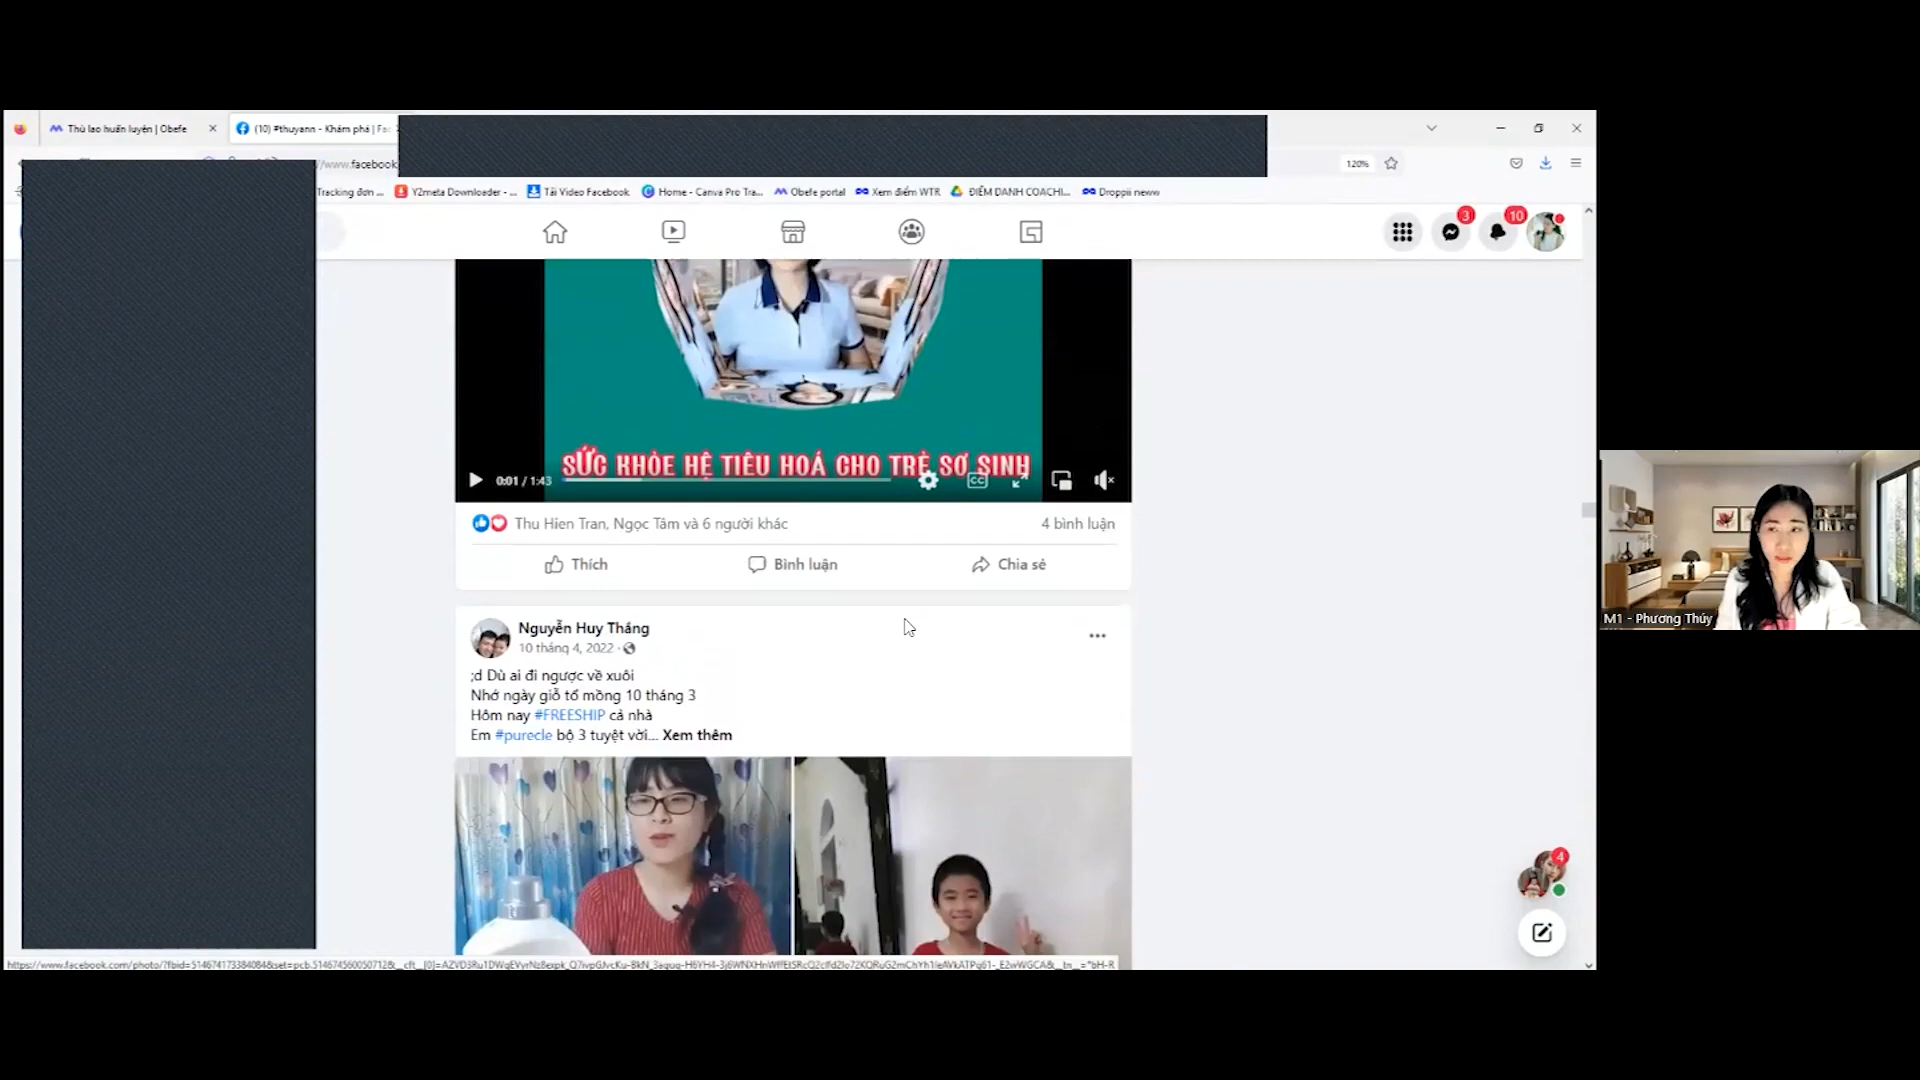 Thù lao huấn luyện | Obefe
(10) #thuyann - Khám phá | Fac
//www.facebook
120%
Tracking đơn ...
Y2meta Downloader - ...
Tải Video Facebook
Home - Canva Pro Tra...
Obefe portal
Xem điểm WTR
ĐIỂM DANH COACHI...
Droppii neww
3
10
SỨC KHỎE HỆ TIÊU HOÁ CHO TRẺ SƠ SINH
0:01 / 1:43
CC
Thu Hien Tran, Ngọc Tâm và 6 người khác
4 bình luận
Thích
Bình luận
Chia sẻ
Nguyễn Huy Thắng
10 tháng 4, 2022
;d Dù ai đi ngược về xuôi
Nhớ ngày giỗ tổ mồng 10 tháng 3
Hôm nay #FREESHIP cả nhà
Em #purecle bộ 3 tuyệt vời... Xem thêm
4
M1 - Phương Thúy